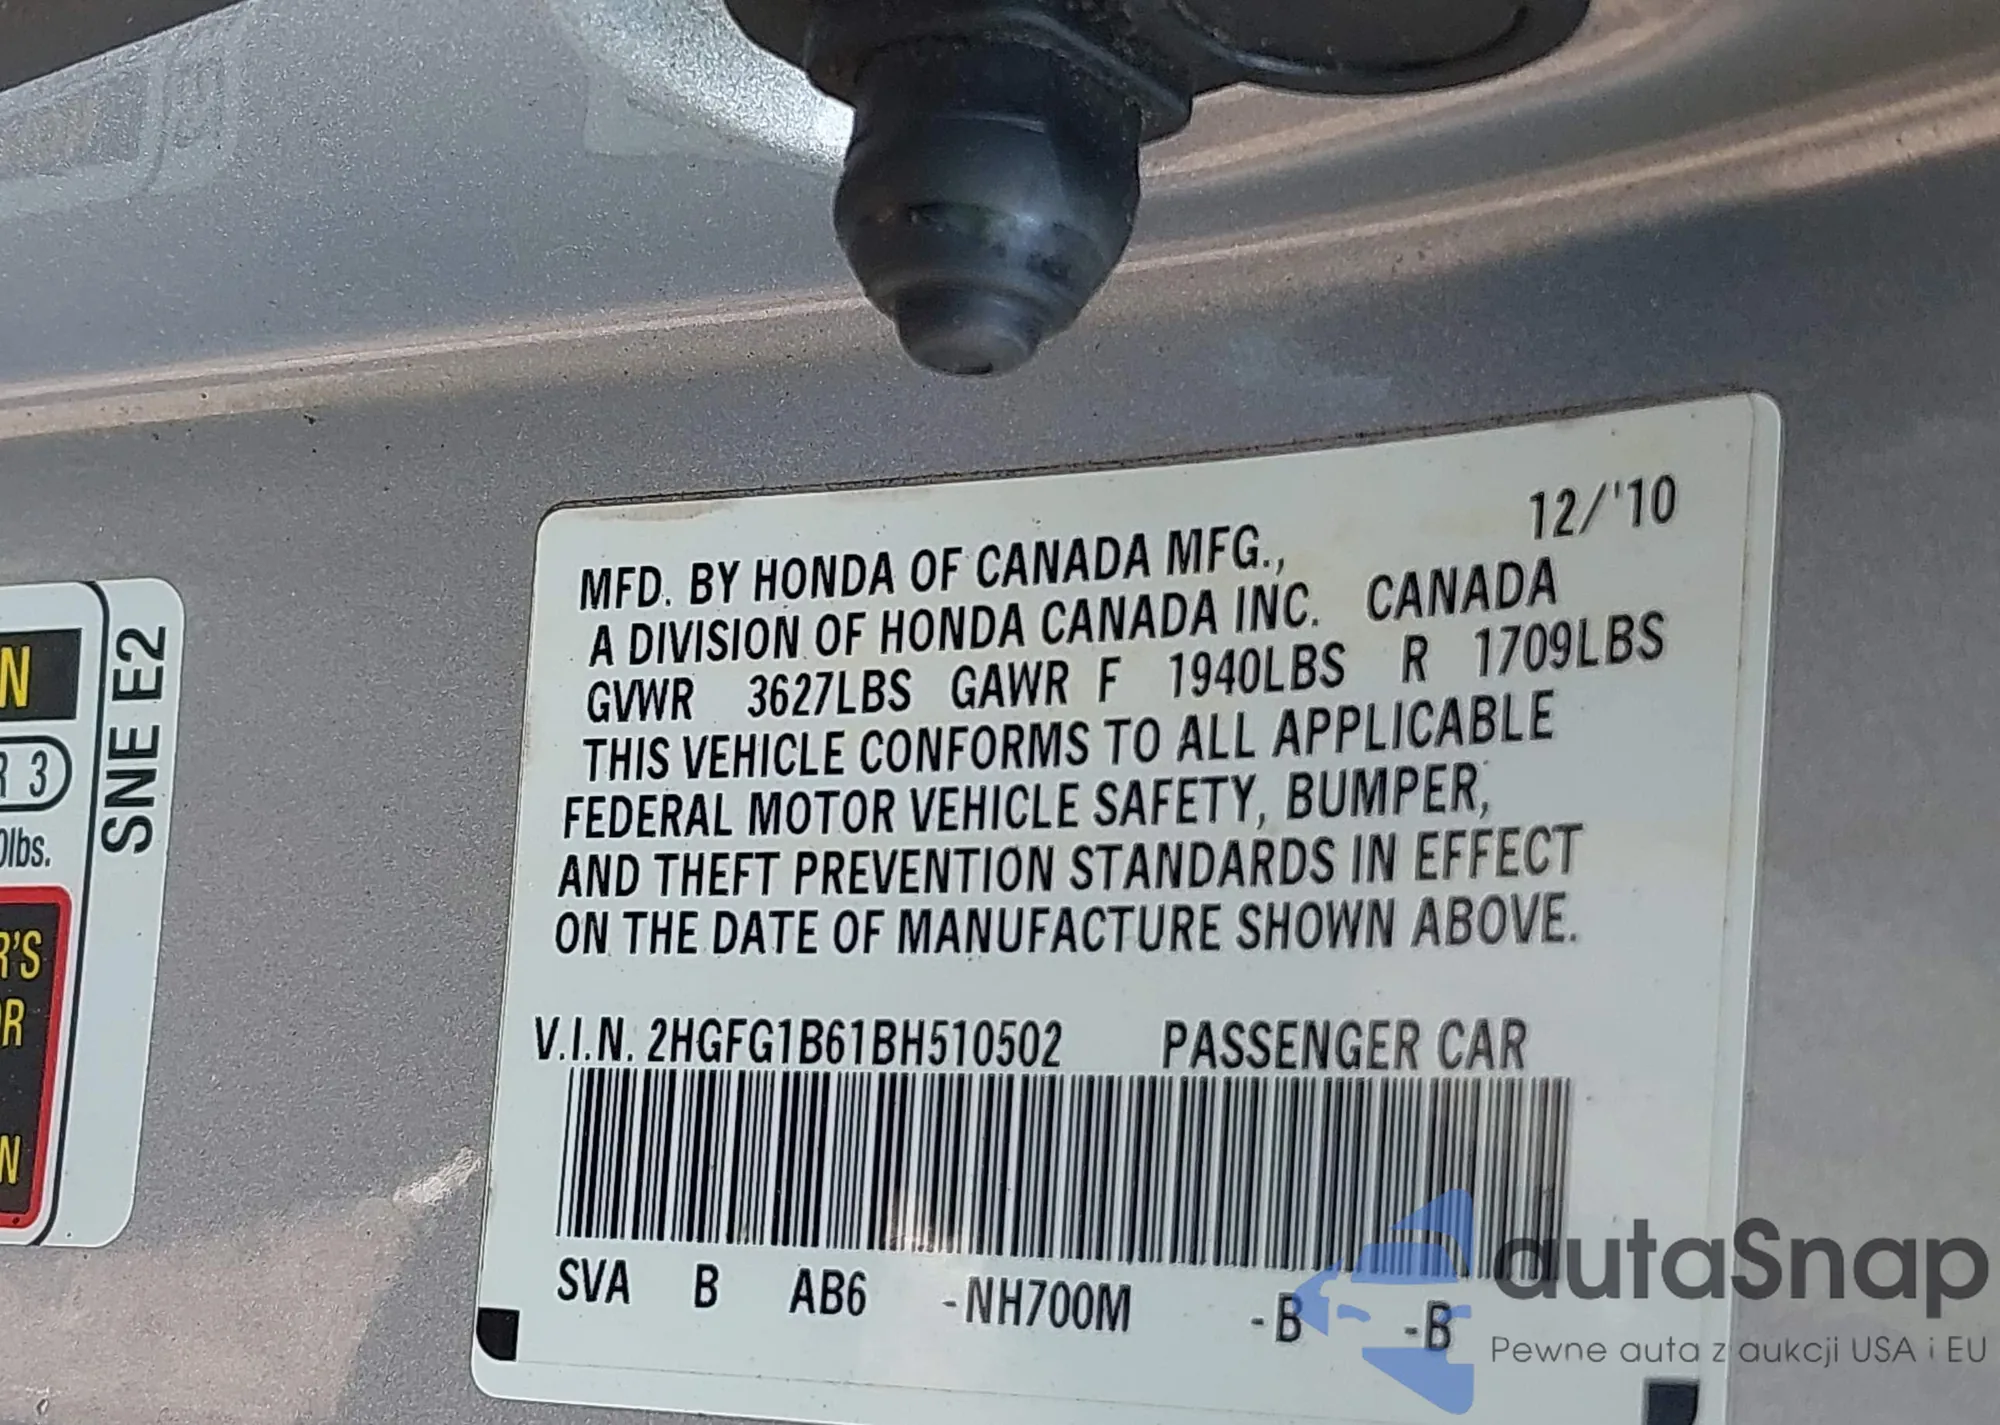 12/'10
MFD. BY HONDA OF CANADA MFG.,
A DIVISION OF HONDA CANADA INC. CANADA
GVWR 3627LBS GAWR F 1940LBS R 1709LBS
THIS VEHICLE CONFORMS TO ALL APPLICABLE
FEDERAL MOTOR VEHICLE SAFETY, BUMPER,
AND THEFT PREVENTION STANDARDS IN EFFECT
ON THE DATE OF MANUFACTURE SHOWN ABOVE.
V.I.N. 2HGFG1B61BH510502 PASSENGER CAR
SVA B AB6 -NH700M -B -B
SNE E2
N
R 3
0lbs.
R'S
OR
N
autaSnap
Pewne auta z aukcji USA i EU